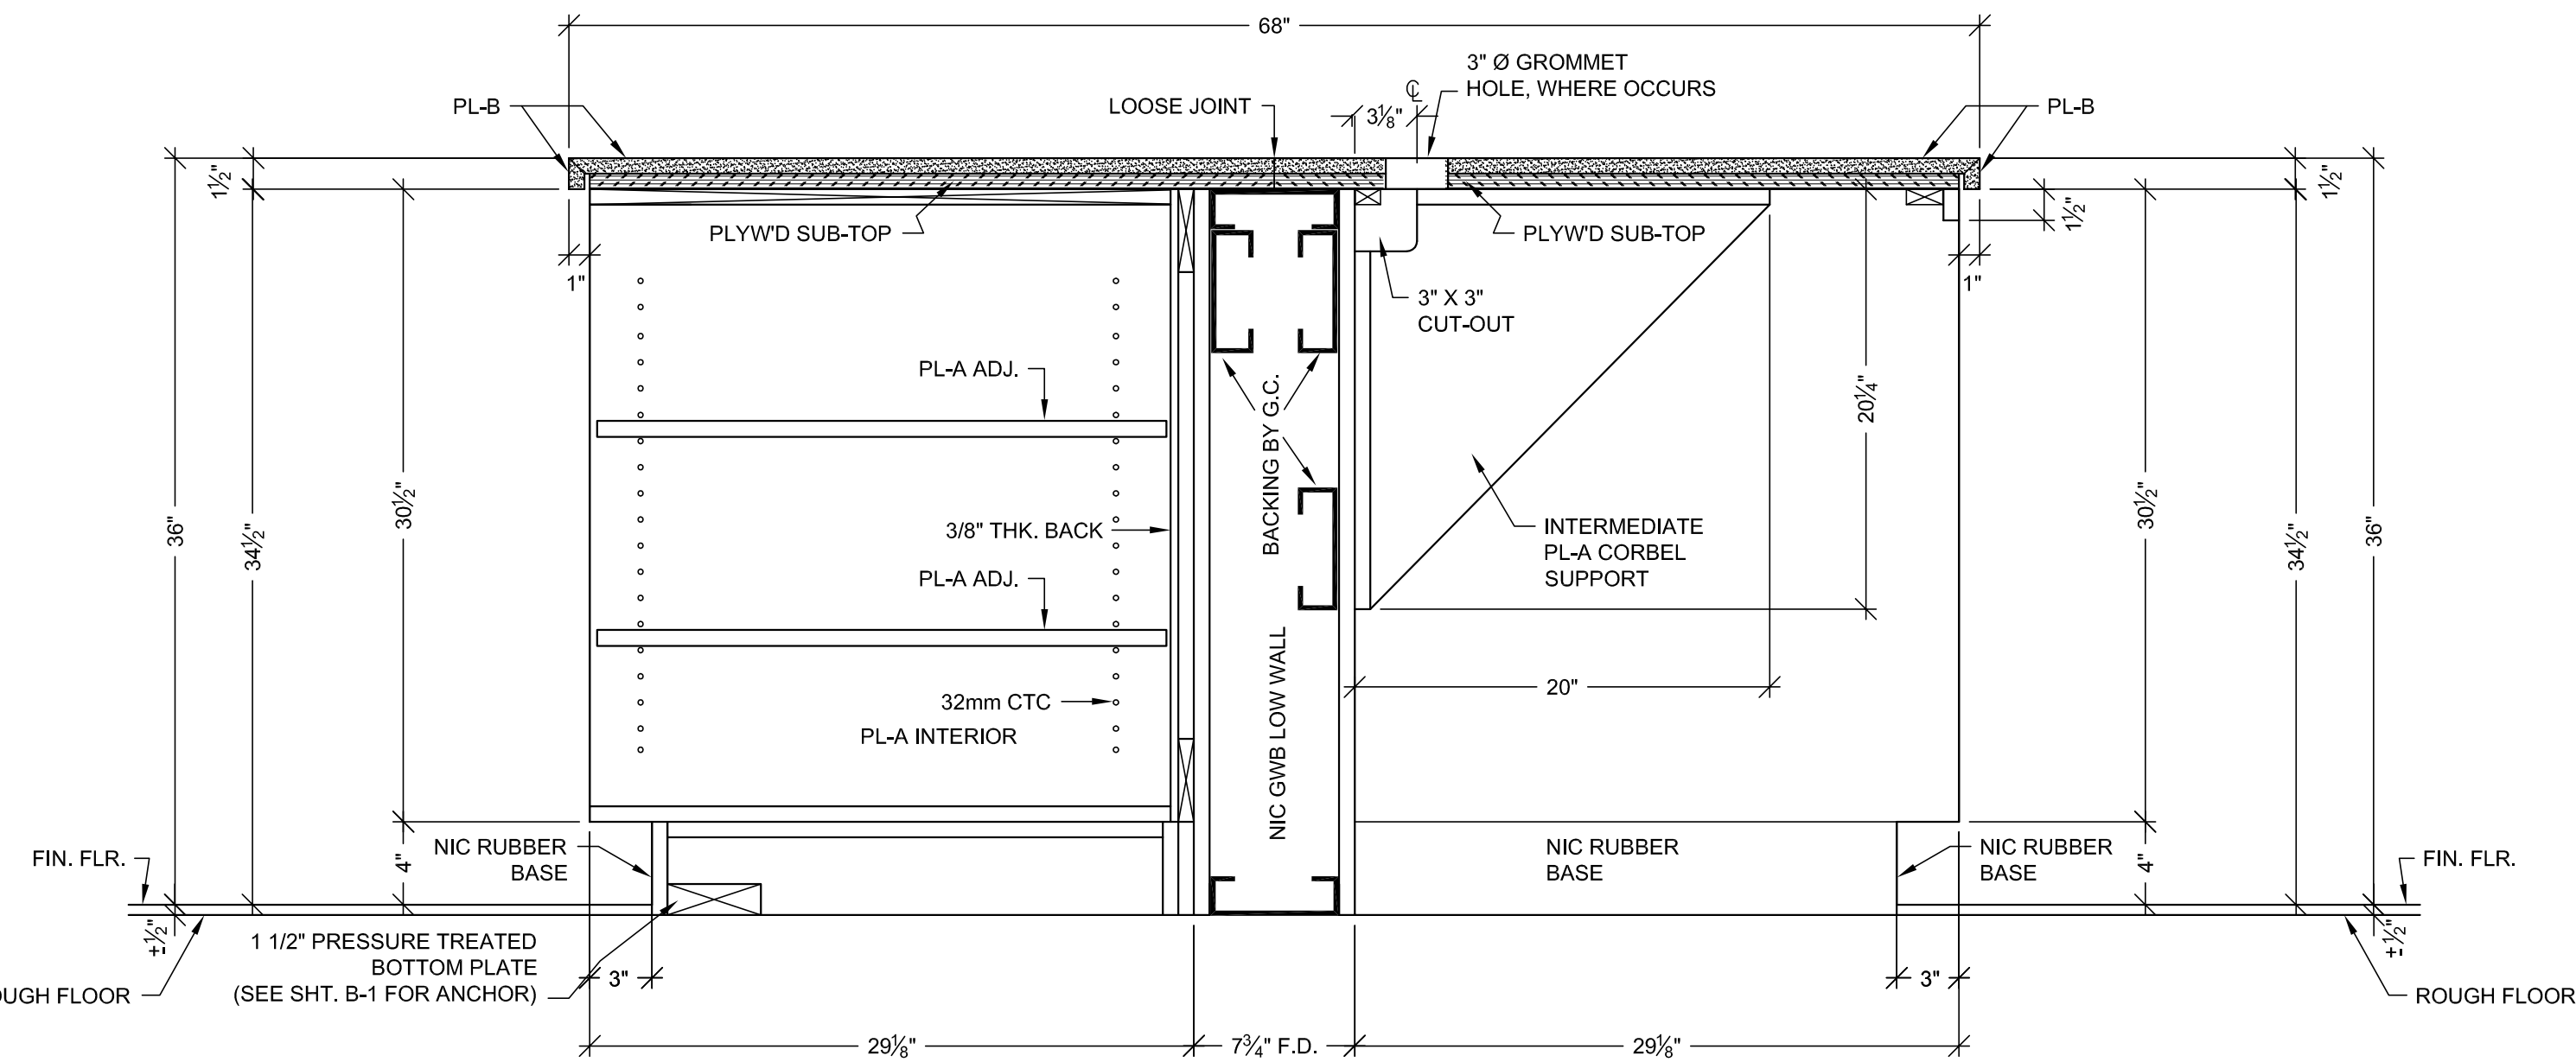 68"
3" Ø GROMMET
HOLE, WHERE OCCURS
PL-B
LOOSE JOINT
℄
3⅛"
PL-B
1½"
1½"
1½"
PLYW'D SUB-TOP
PLYW'D SUB-TOP
1"
1"
3" X 3"
CUT-OUT
PL-A ADJ.
BACKING BY G.C.
20¼"
36"
34½"
30½"
3/8" THK. BACK
INTERMEDIATE
PL-A CORBEL
SUPPORT
30½"
34½"
36"
PL-A ADJ.
20"
32mm CTC
PL-A INTERIOR
NIC GWB LOW WALL
FIN. FLR.
4"
NIC RUBBER
BASE
NIC RUBBER
BASE
NIC RUBBER
BASE
4"
FIN. FLR.
±½"
1 1/2" PRESSURE TREATED
BOTTOM PLATE
(SEE SHT. B-1 FOR ANCHOR)
3"
3"
±½"
OUGH FLOOR
ROUGH FLOOR
29⅛"
7¾" F.D.
29⅛"